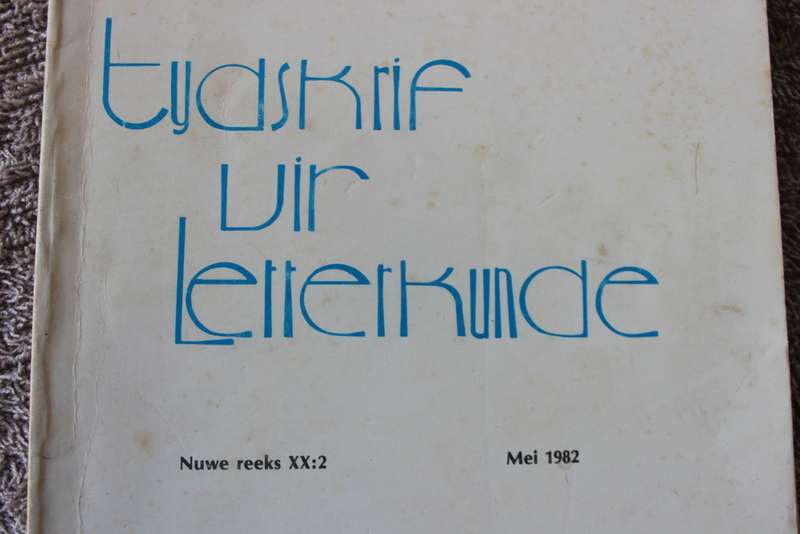 tydskrif
vir
Letterkunde
Nuwe reeks XX:2
Mei 1982